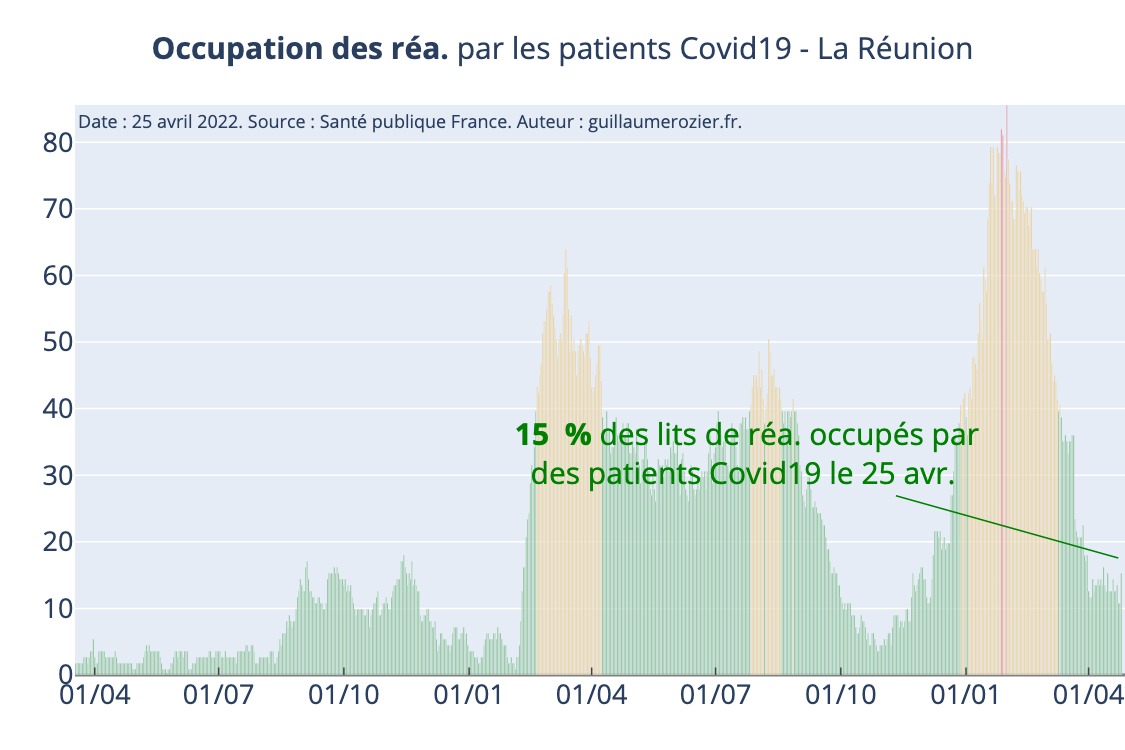 Occupation des réa. par les patients Covid19 - La Réunion
Date : 25 avril 2022. Source : Santé publique France. Auteur : guillaumerozier.fr.
80
70
60
50
40
15 % des lits de réa. occupés par
des patients Covid19 le 25 avr.
30
20
10
0
01/04 01/07 01/10 01/01 01/04 01/07 01/10 01/01 01/04